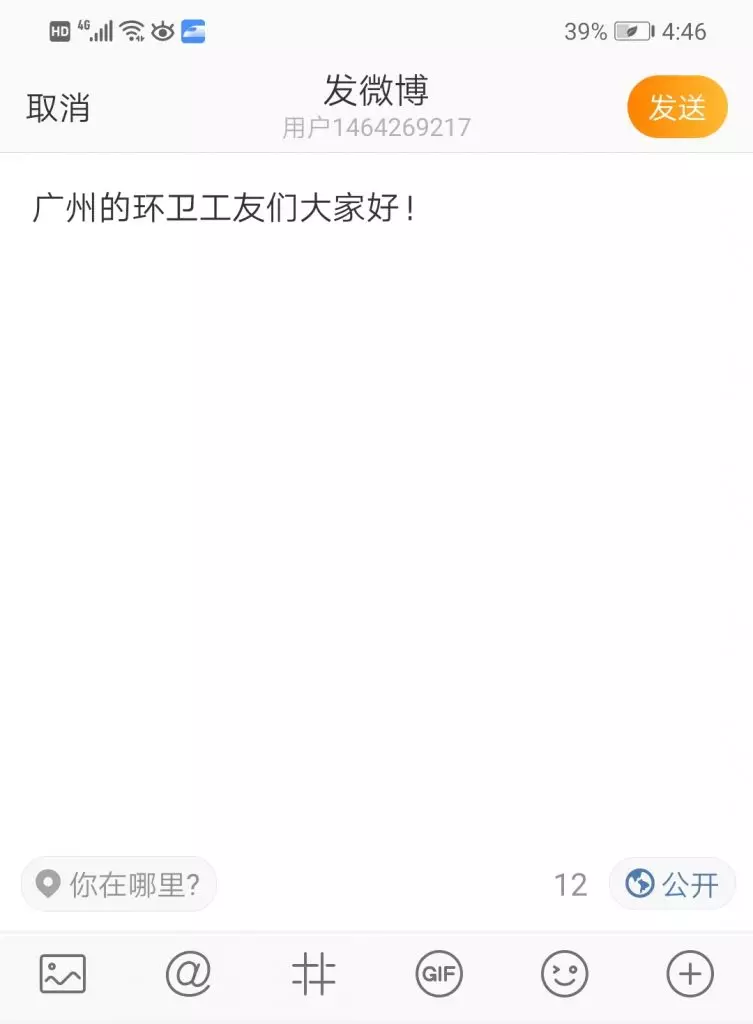 HD 4G 39% 4:46
取消 发微博 发送
用户1464269217
广州的环卫工友们大家好!
你在哪里? 12 公开
@ GIF